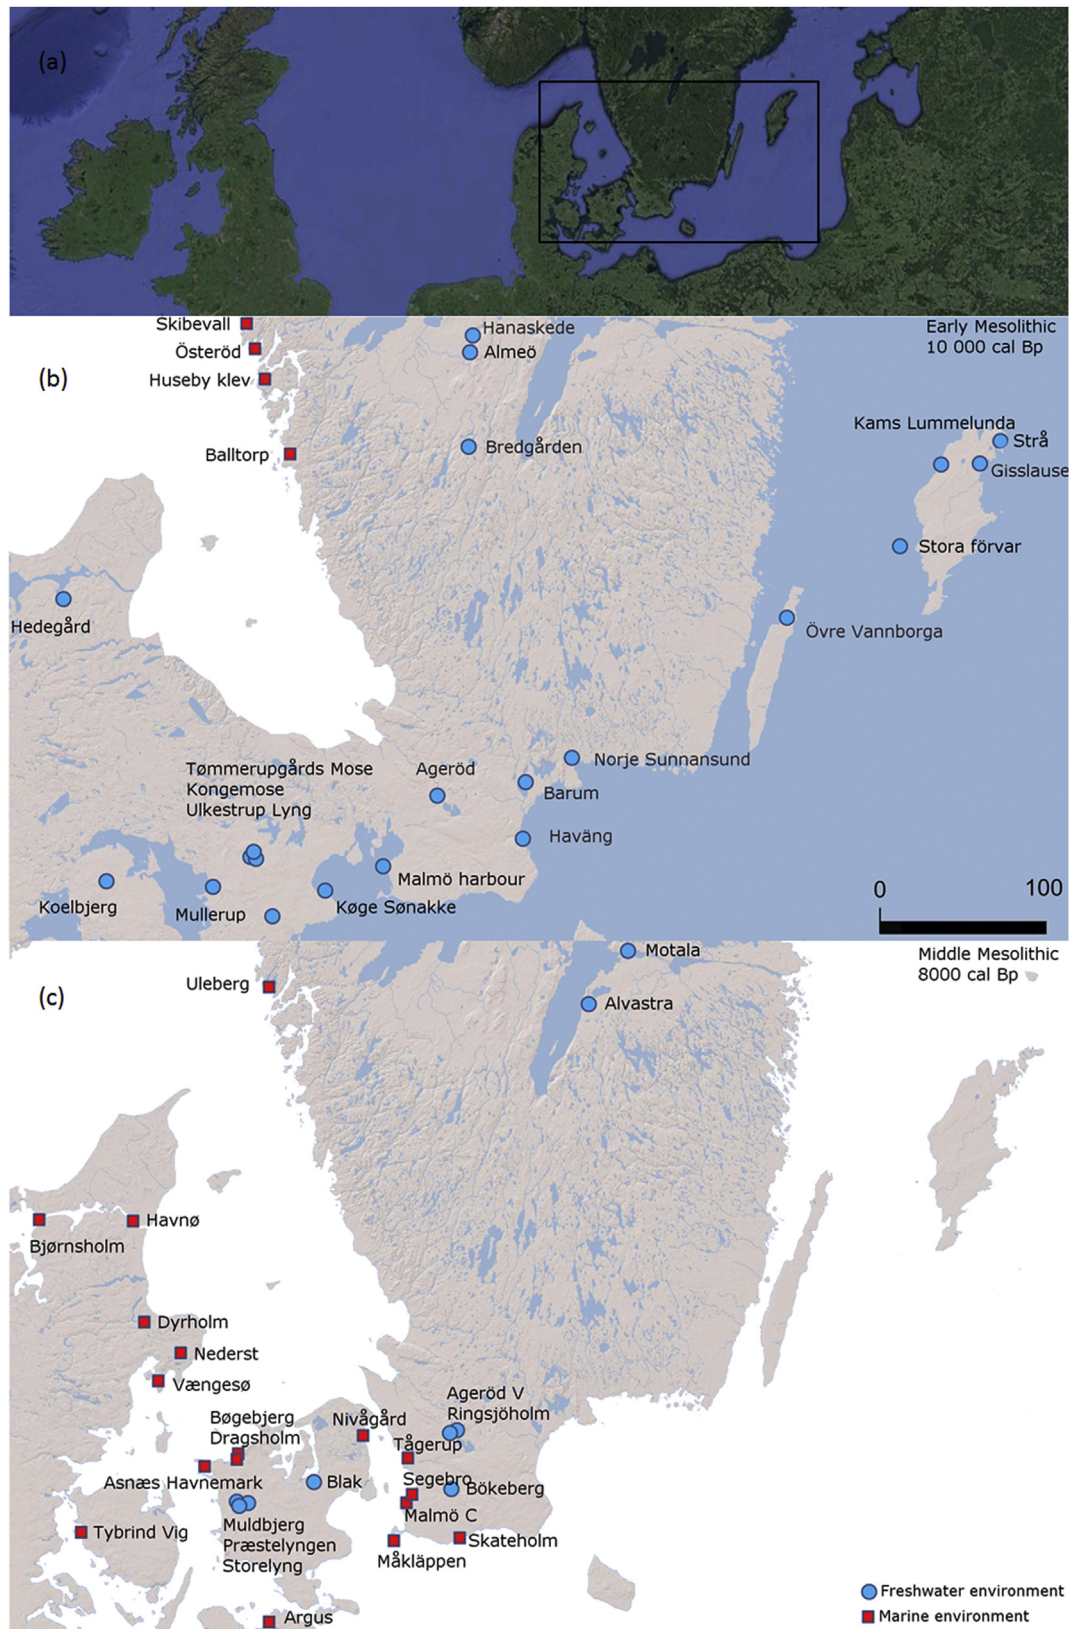 (a)
Skibevall
Hanaskede
Early Mesolithic
10 000 cal Bp
Österöd
Almeö
(b)
Huseby klev
Kams Lummelunda
Strå
Balltorp
Bredgården
Gisslause
Stora förvar
Hedegård
Övre Vannborga
Norje Sunnansund
Tømmerupgårds Mose
Kongemose
Ulkestrup Lyng
Ageröd
Barum
Haväng
Malmö harbour
0
100
Koelbjerg
Mullerup
Køge Sønakke
Motala
Middle Mesolithic
8000 cal Bp
Uleberg
(c)
Alvastra
Havnø
Bjørnsholm
Dyrholm
Nederst
Vængesø
Ageröd V
Ringsjöholm
Bøgebjerg
Dragsholm
Nivågård
Tågerup
Asnæs Havnemark
Blak
Segebro
Bökeberg
Malmö C
Muldbjerg
Præstelyngen
Storelyng
Tybrind Vig
Skateholm
Måkläppen
Freshwater environment
Argus
Marine environment